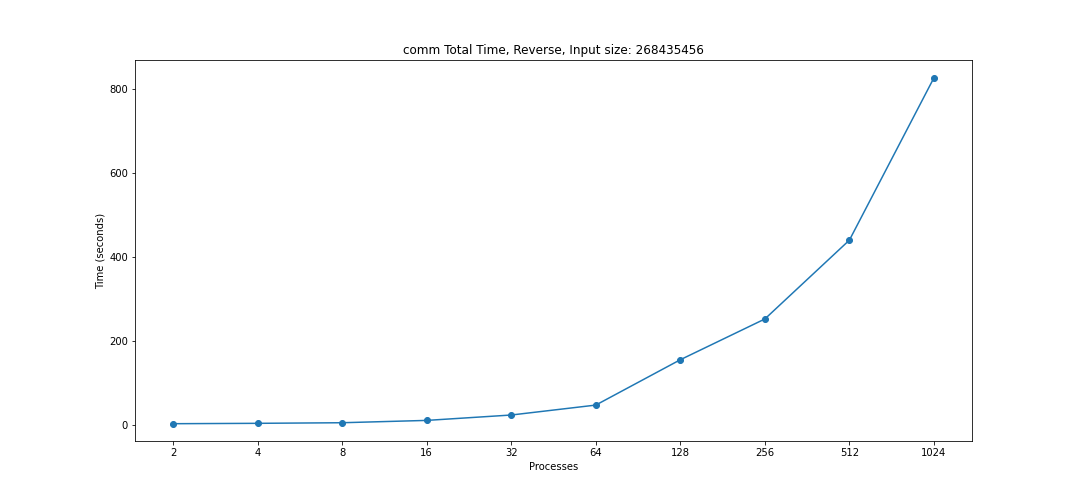 comm Total Time, Reverse, Input size: 268435456
800
600
400
200
0
Time (seconds)
2 4 8 16 32 64 128 256 512 1024
Processes